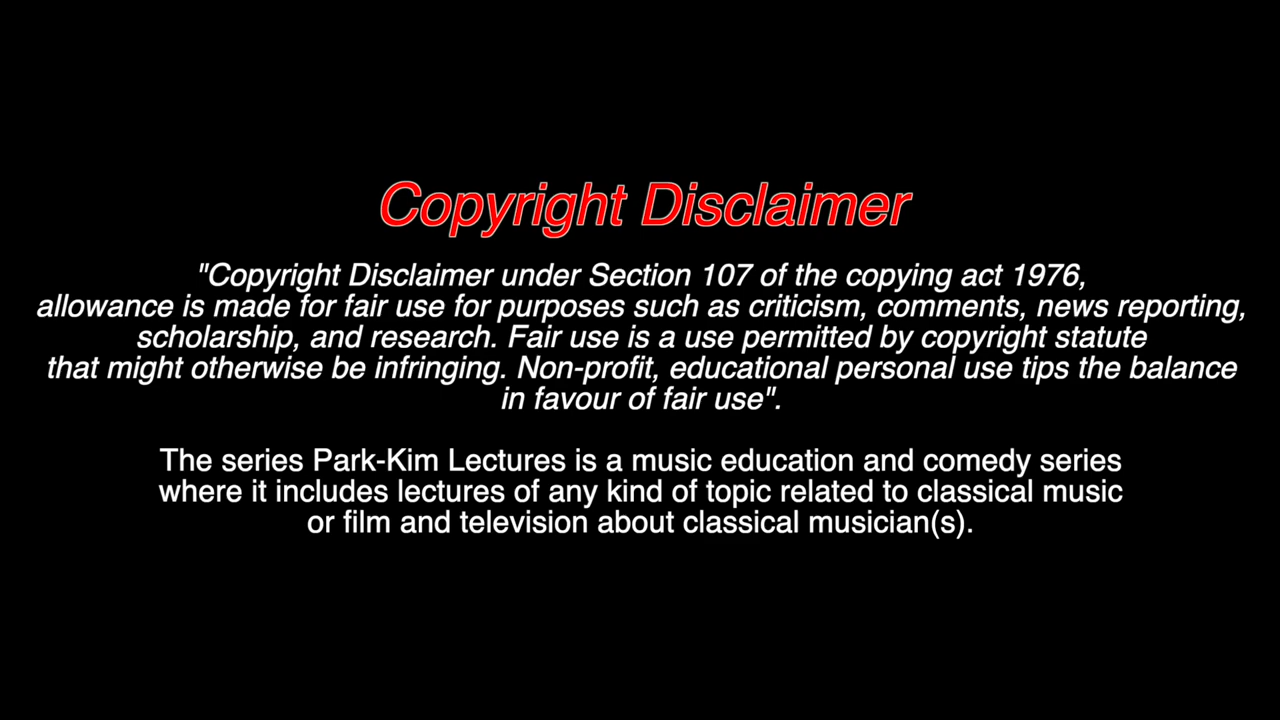 Copyright Disclaimer
"Copyright Disclaimer under Section 107 of the copying act 1976,
allowance is made for fair use for purposes such as criticism, comments, news reporting,
scholarship, and research. Fair use is a use permitted by copyright statute
that might otherwise be infringing. Non-profit, educational personal use tips the balance
in favour of fair use".
The series Park-Kim Lectures is a music education and comedy series
where it includes lectures of any kind of topic related to classical music
or film and television about classical musician(s).